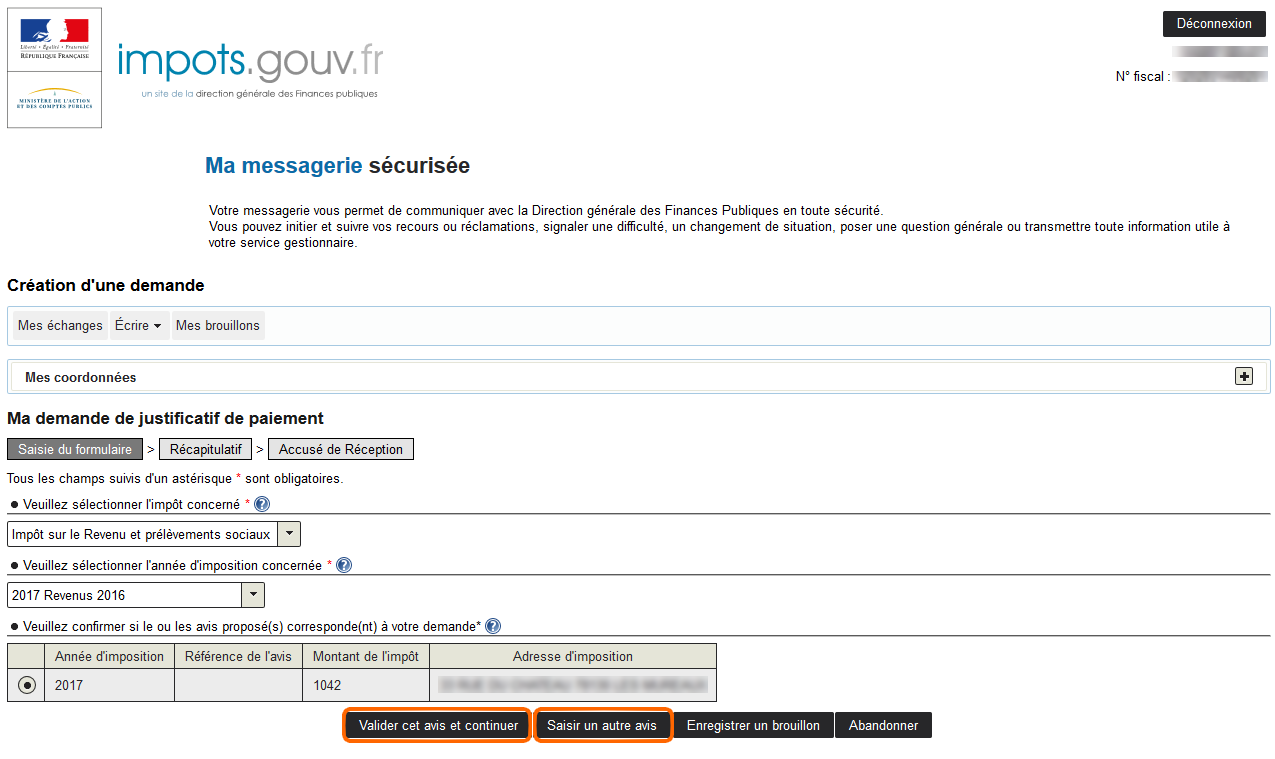 Liberté • Égalité • Fraternité
RÉPUBLIQUE FRANÇAISE
MINISTÈRE DE L'ACTION
ET DES COMPTES PUBLICS
impots.gouv.fr
un site de la direction générale des Finances publiques
Déconnexion
N° fiscal :
Ma messagerie sécurisée
Votre messagerie vous permet de communiquer avec la Direction générale des Finances Publiques en toute sécurité.
Vous pouvez initier et suivre vos recours ou réclamations, signaler une difficulté, un changement de situation, poser une question générale ou transmettre toute information utile à
votre service gestionnaire.
Création d'une demande
Mes échanges Écrire Mes brouillons
Mes coordonnées
Ma demande de justificatif de paiement
Saisie du formulaire > Récapitulatif > Accusé de Réception
Tous les champs suivis d'un astérisque * sont obligatoires.
Veuillez sélectionner l'impôt concerné *
Impôt sur le Revenu et prélèvements sociaux
Veuillez sélectionner l'année d'imposition concernée *
2017 Revenus 2016
Veuillez confirmer si le ou les avis proposé(s) corresponde(nt) à votre demande*
Année d'imposition Référence de l'avis Montant de l'impôt Adresse d'imposition
2017 1042
Valider cet avis et continuer Saisir un autre avis Enregistrer un brouillon Abandonner